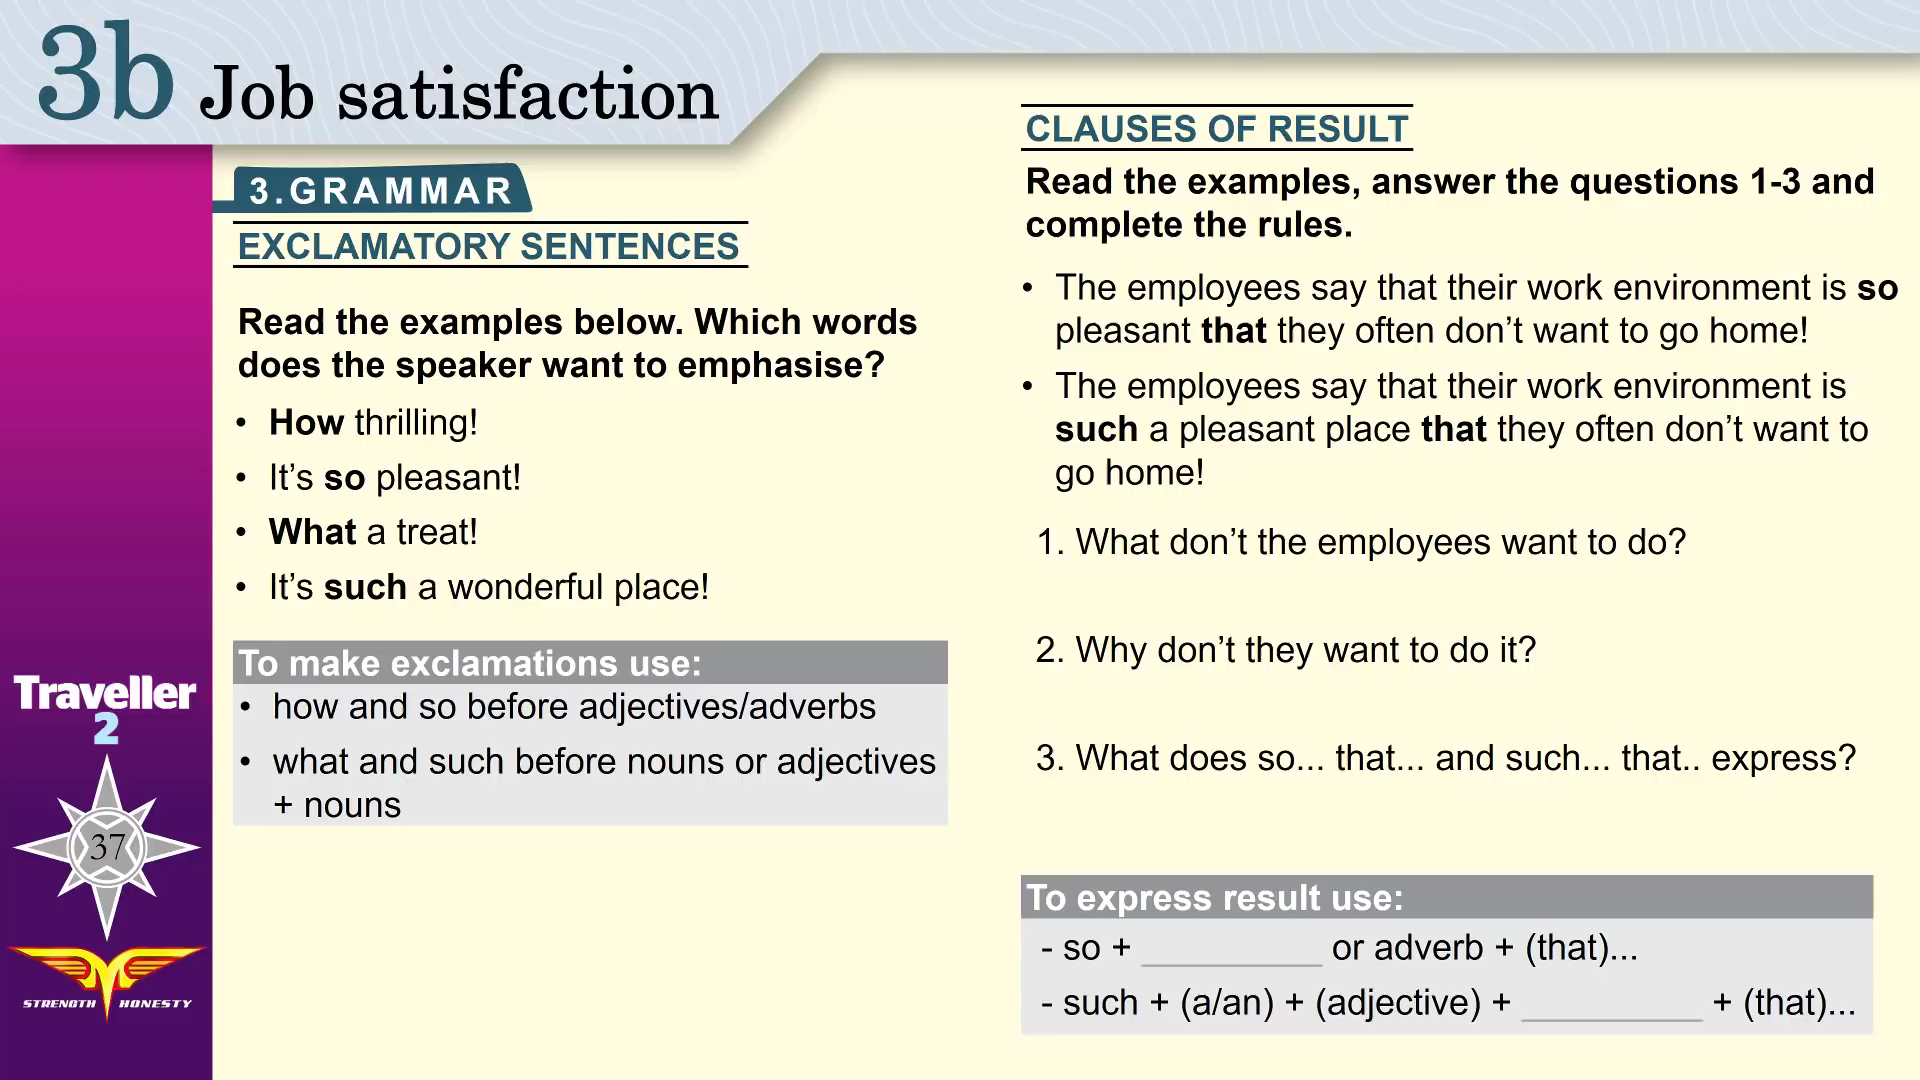 3b Job satisfaction
3.GRAMMAR
EXCLAMATORY SENTENCES
Read the examples below. Which words
does the speaker want to emphasise?
• How thrilling!
• It’s so pleasant!
• What a treat!
• It’s such a wonderful place!
To make exclamations use:
• how and so before adjectives/adverbs
• what and such before nouns or adjectives
+ nouns
CLAUSES OF RESULT
Read the examples, answer the questions 1-3 and
complete the rules.
• The employees say that their work environment is so
pleasant that they often don’t want to go home!
• The employees say that their work environment is
such a pleasant place that they often don’t want to
go home!
1. What don’t the employees want to do?
2. Why don’t they want to do it?
3. What does so... that... and such... that.. express?
To express result use:
- so + _________ or adverb + (that)...
- such + (a/an) + (adjective) + _________ + (that)...
Traveller
2
37
STRENGTH HONESTY